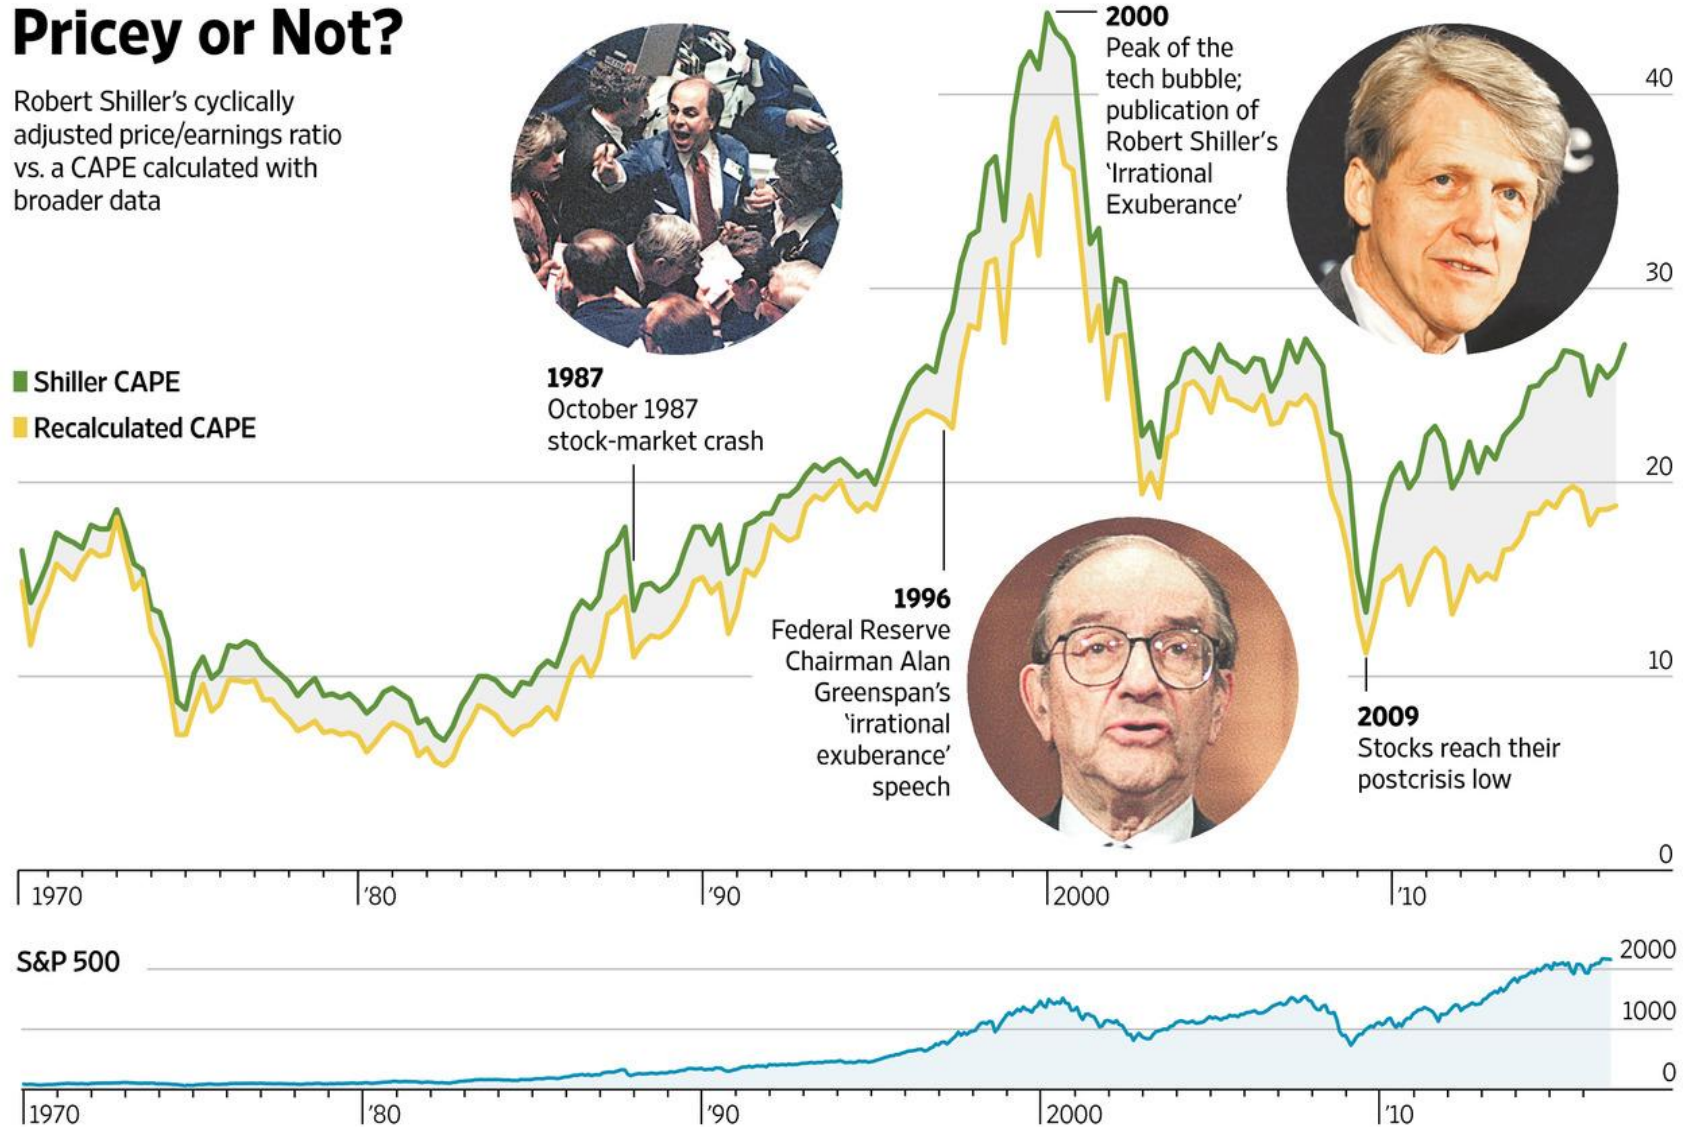 Pricey or Not?
Robert Shiller's cyclically
adjusted price/earnings ratio
vs. a CAPE calculated with
broader data
Shiller CAPE
Recalculated CAPE
1987
October 1987
stock-market crash
2000
Peak of the
tech bubble;
publication of
Robert Shiller's
'Irrational
Exuberance'
1996
Federal Reserve
Chairman Alan
Greenspan's
'irrational
exuberance'
speech
2009
Stocks reach their
postcrisis low
40
30
20
10
0
1970 '80 '90 2000 '10
S&P 500
2000
1000
0
1970 '80 '90 2000 '10